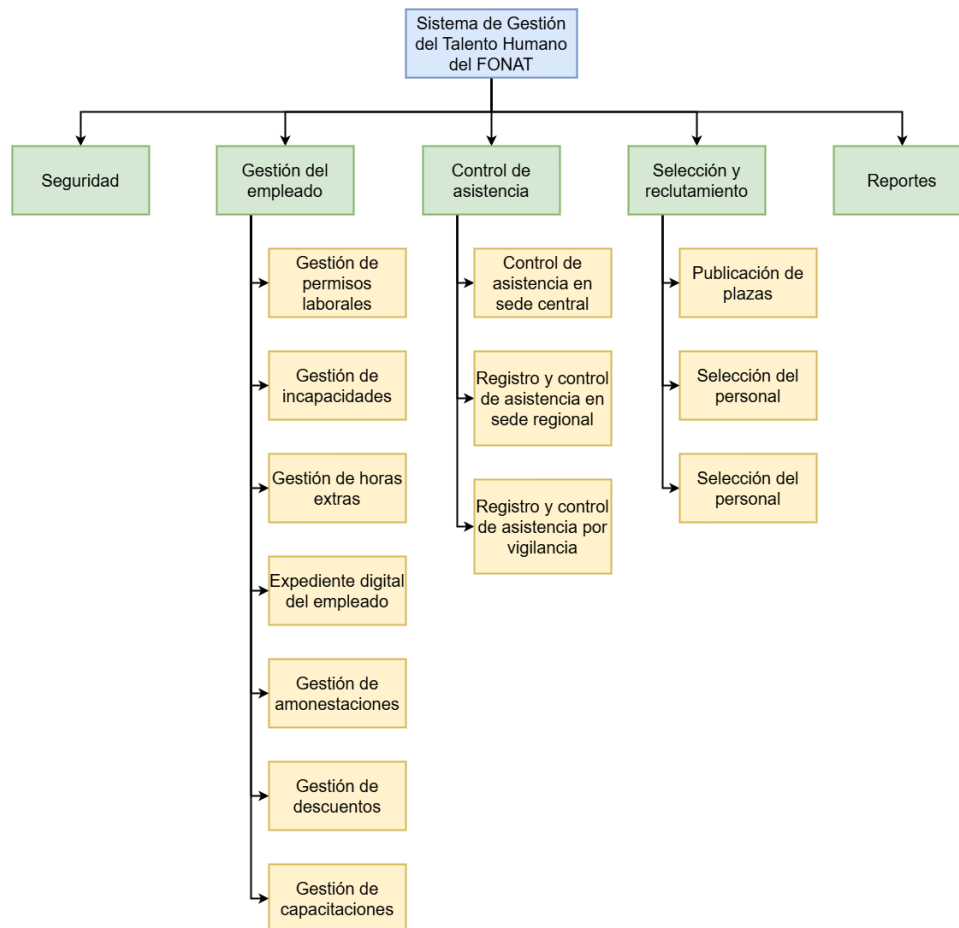 Sistema de Gestión
del Talento Humano
del FONAT
Seguridad
Gestión del
empleado
Control de
asistencia
Selección y
reclutamiento
Reportes
Gestión de
permisos
laborales
Gestión de
incapacidades
Gestión de horas
extras
Expediente digital
del empleado
Gestión de
amonestaciones
Gestión de
descuentos
Gestión de
capacitaciones
Control de
asistencia en
sede central
Registro y control
de asistencia en
sede regional
Registro y control
de asistencia por
vigilancia
Publicación de
plazas
Selección del
personal
Selección del
personal